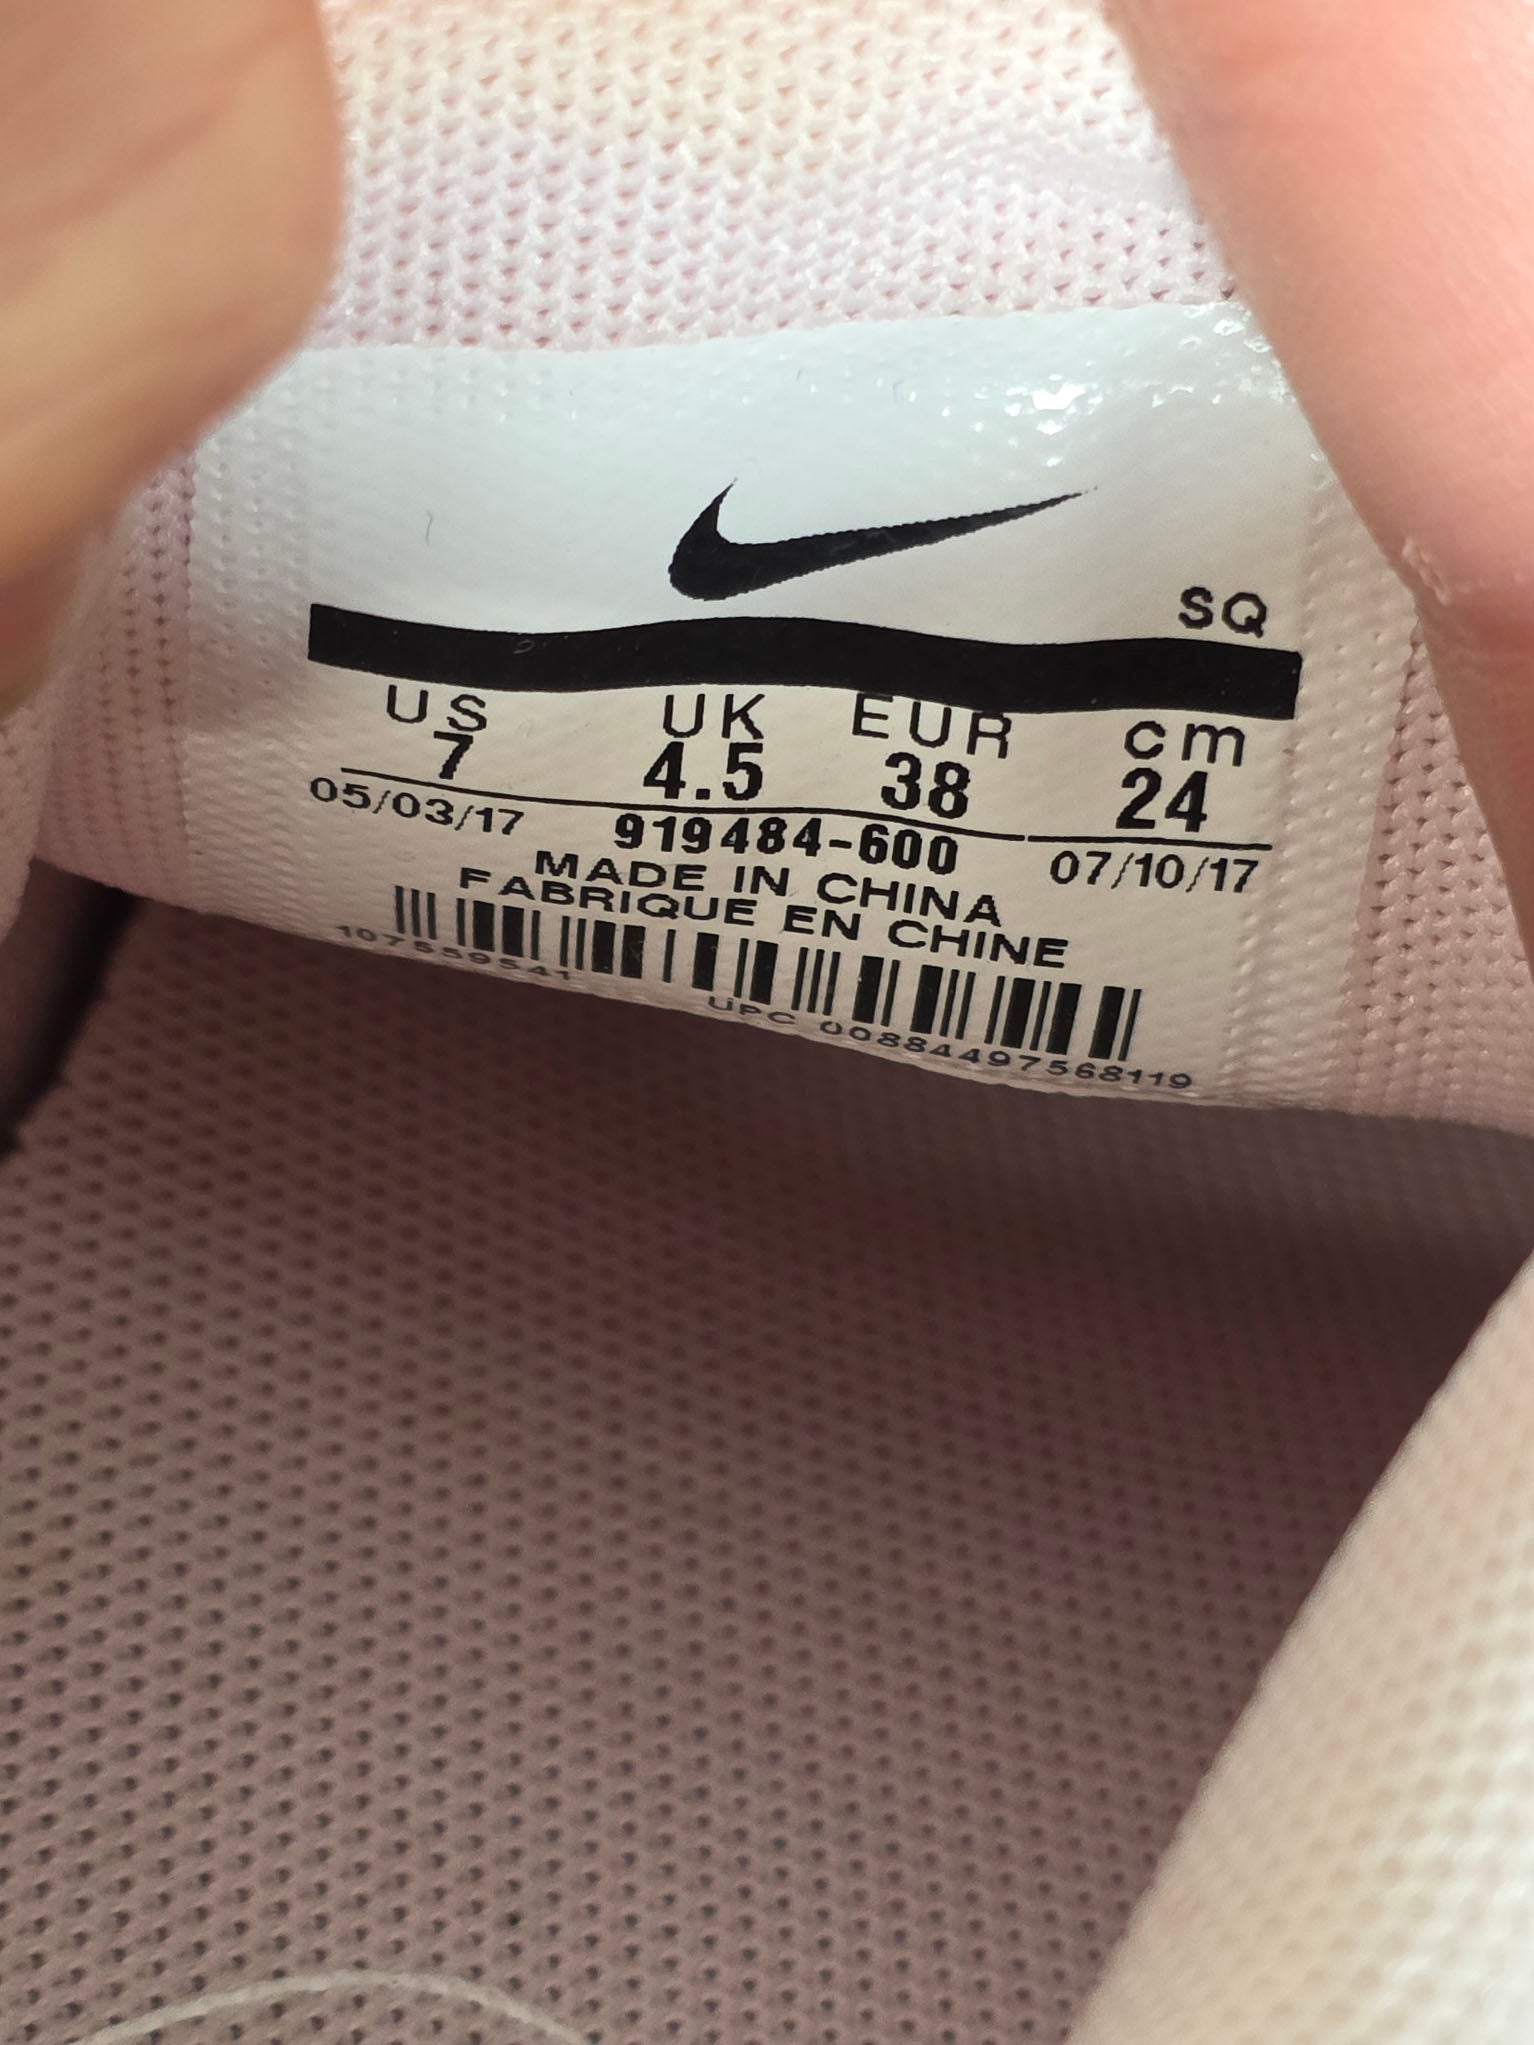 SQ
US UK EUR cm
7 4.5 38 24
05/03/17 919484-600 07/10/17
MADE IN CHINA
FABRIQUE EN CHINE
107559541
UPC 00884497568119